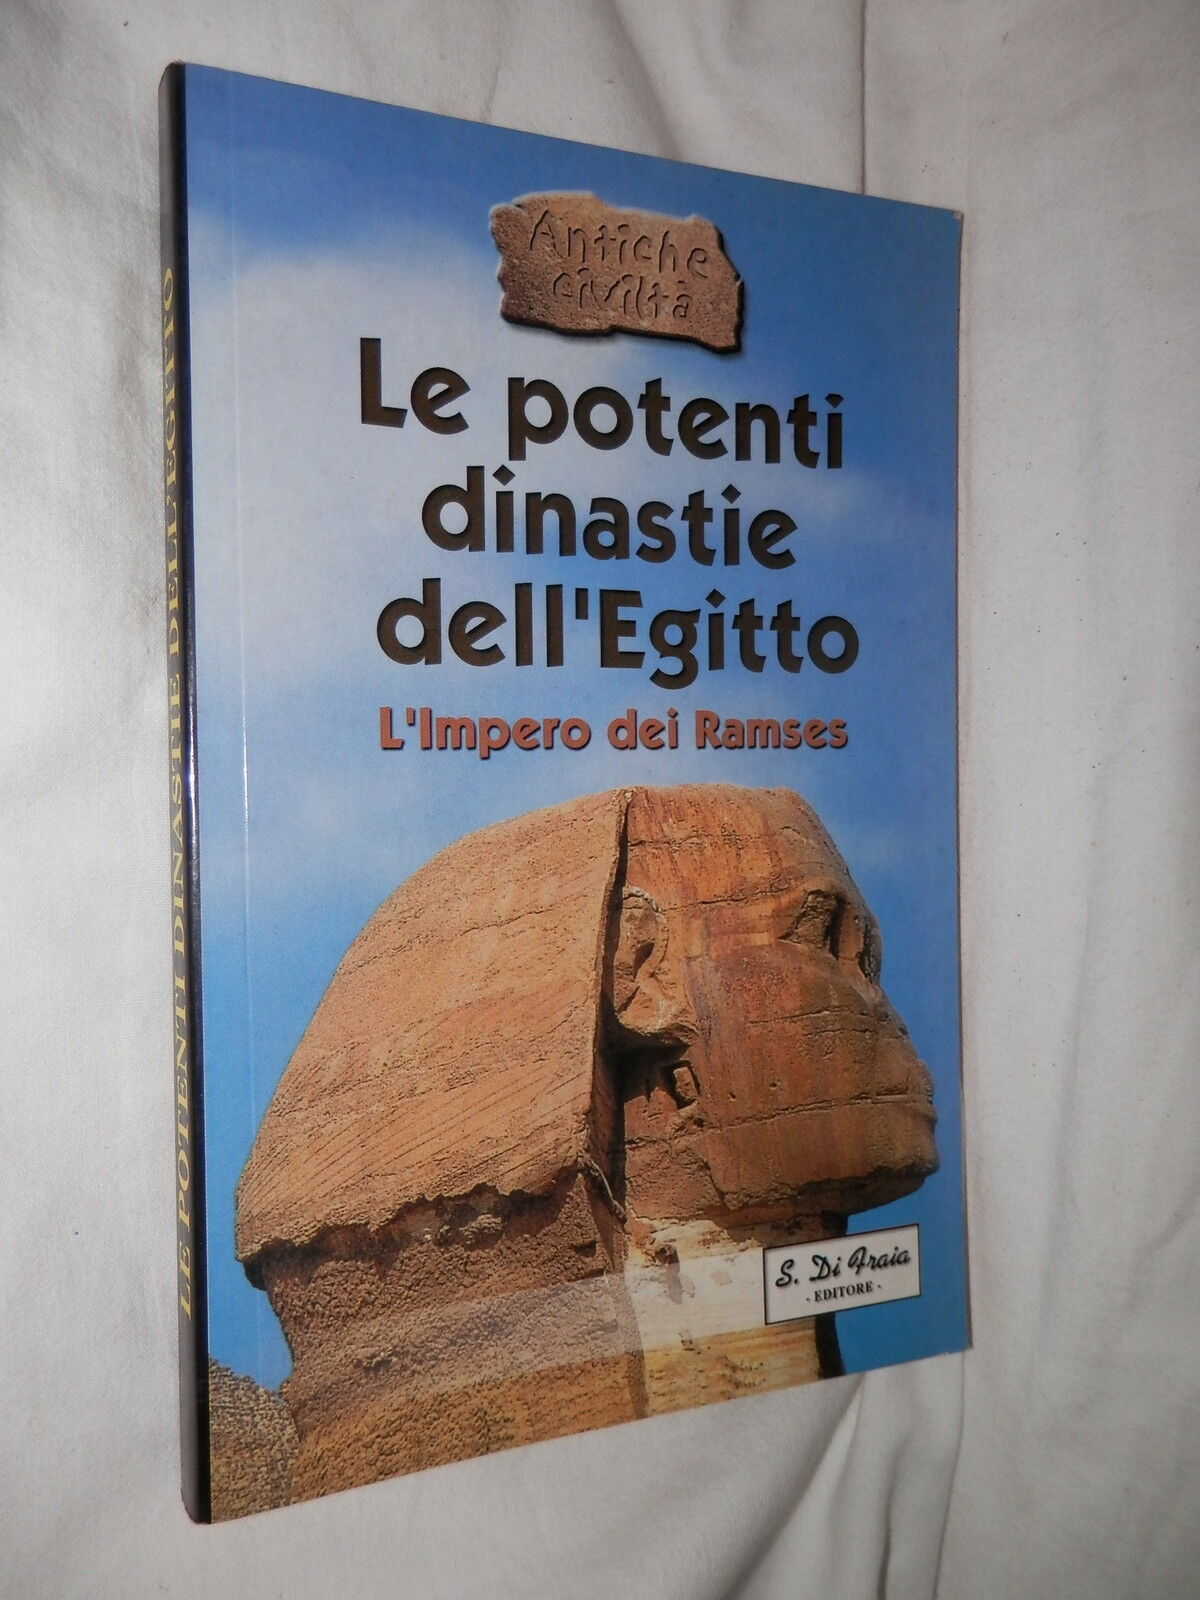 Antiche
civiltà
Le potenti
dinastie
dell'Egitto
L'Impero dei Ramses
S. Di Fraia
- EDITORE -
LE POTENTI DINASTIE DELL'EGITTO